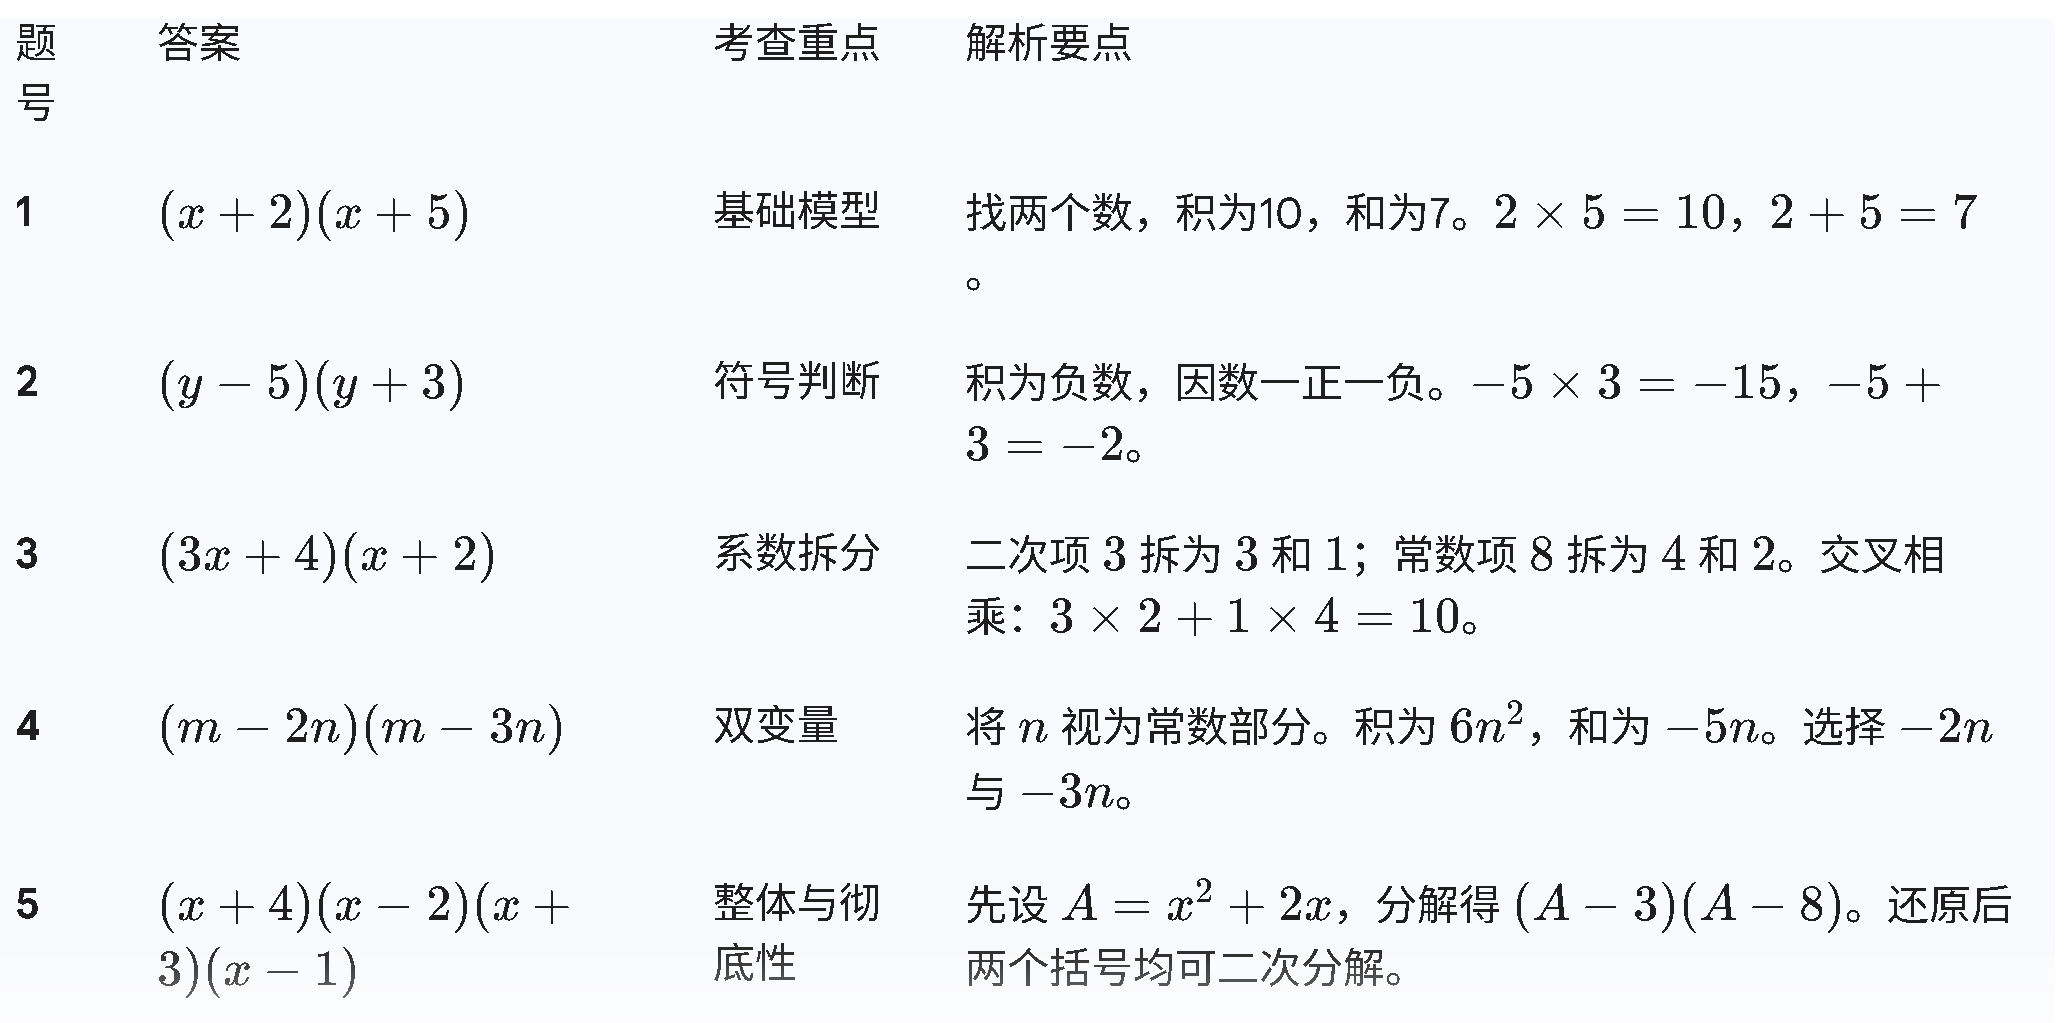 题 答案 考查重点 解析要点
号
1 (x + 2)(x + 5) 基础模型 找两个数，积为10，和为7。2 × 5 = 10，2 + 5 = 7
。
2 (y − 5)(y + 3) 符号判断 积为负数，因数一正一负。−5 × 3 = −15，−5 +
3 = −2。
3 (3x + 4)(x + 2) 系数拆分 二次项 3 拆为 3 和 1；常数项 8 拆为 4 和 2。交叉相
乘：3 × 2 + 1 × 4 = 10。
4 (m − 2n)(m − 3n) 双变量 将 n 视为常数部分。积为 6n²，和为 −5n。选择 −2n
与 −3n。
5 (x + 4)(x − 2)(x + 整体与彻 先设 A = x² + 2x，分解得 (A − 3)(A − 8)。还原后
3)(x − 1) 底性 两个括号均可二次分解。